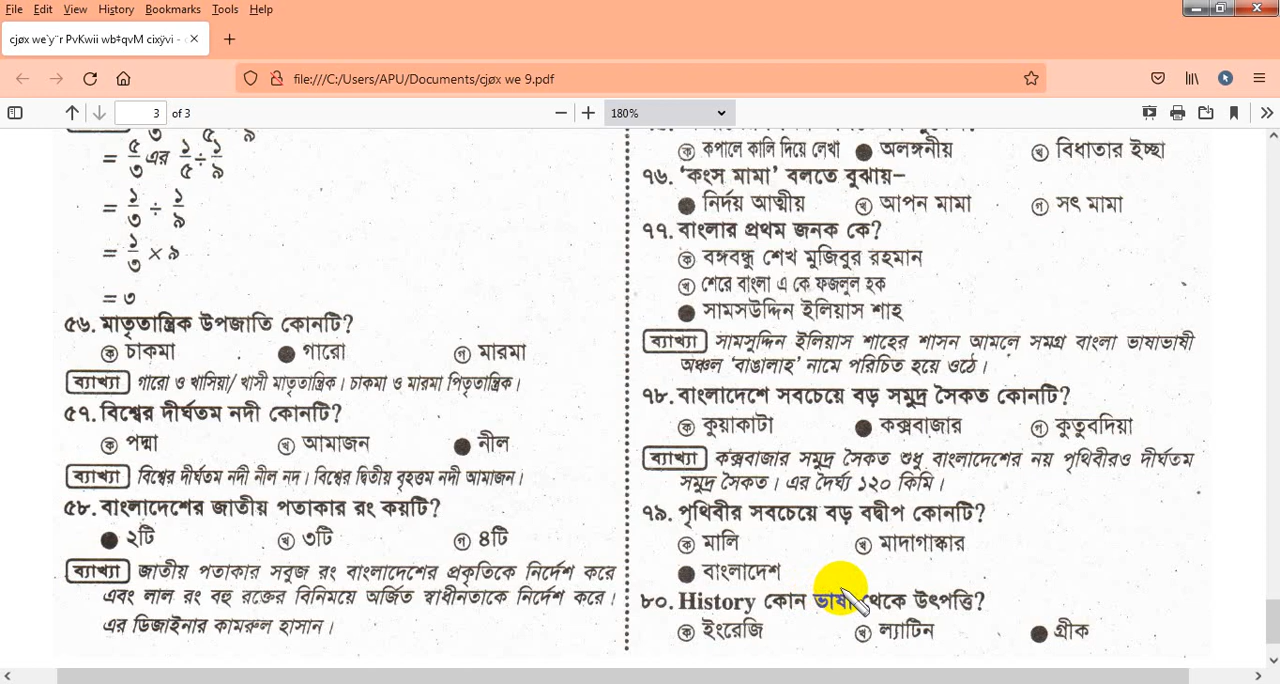 File Edit View History Bookmarks Tools Help
cjøx we`y¨r PvKwii wb‡qvM cixÿvi -
file:///C:/Users/APU/Documents/cjøx we 9.pdf
3 of 3
180%
= ৫/৩ এর ১/৫ ÷ ১/৯
= ১/৩ ÷ ১/৯
= ১/৩ × ৯
= ৩
৫৬. মাতৃতান্ত্রিক উপজাতি কোনটি?
ক চাকমা ● গারো গ মারমা
ব্যাখ্যা গারো ও খাসিয়া/ খাসী মাতৃতান্ত্রিক। চাকমা ও মারমা পিতৃতান্ত্রিক।
৫৭. বিশ্বের দীর্ঘতম নদী কোনটি?
ক পদ্মা খ আমাজন ● নীল
ব্যাখ্যা বিশ্বের দীর্ঘতম নদী নীল নদ। বিশ্বের দ্বিতীয় বৃহত্তম নদী আমাজন।
৫৮. বাংলাদেশের জাতীয় পতাকার রং কয়টি?
● ২টি খ ৩টি গ ৪টি
ব্যাখ্যা জাতীয় পতাকার সবুজ রং বাংলাদেশের প্রকৃতিকে নির্দেশ করে
এবং লাল রং বহু রক্তের বিনিময়ে অর্জিত স্বাধীনতাকে নির্দেশ করে।
এর ডিজাইনার কামরুল হাসান।
ক কপালে কালি দিয়ে লেখা ● অলঙ্গনীয় খ বিধাতার ইচ্ছা
৭৬. ‘কংস মামা’ বলতে বুঝায়–
● নির্দয় আত্মীয় খ আপন মামা গ সৎ মামা
৭৭. বাংলার প্রথম জনক কে?
ক বঙ্গবন্ধু শেখ মুজিবুর রহমান
খ শেরে বাংলা এ কে ফজলুল হক
● সামসউদ্দিন ইলিয়াস শাহ
ব্যাখ্যা সামসুদ্দিন ইলিয়াস শাহের শাসন আমলে সমগ্র বাংলা ভাষাভাষী
অঞ্চল ‘বাঙালাহ’ নামে পরিচিত হয়ে ওঠে।
৭৮. বাংলাদেশে সবচেয়ে বড় সমুদ্র সৈকত কোনটি?
ক কুয়াকাটা ● কক্সবাজার গ কুতুবদিয়া
ব্যাখ্যা কক্সবাজার সমুদ্র সৈকত শুধু বাংলাদেশের নয় পৃথিবীরও দীর্ঘতম
সমুদ্র সৈকত। এর দৈর্ঘ্য ১২০ কিমি।
৭৯. পৃথিবীর সবচেয়ে বড় বদ্বীপ কোনটি?
ক মালি খ মাদাগাস্কার
● বাংলাদেশ
৮০. History কোন ভাষা থেকে উৎপত্তি?
ক ইংরেজি খ ল্যাটিন ● গ্রীক